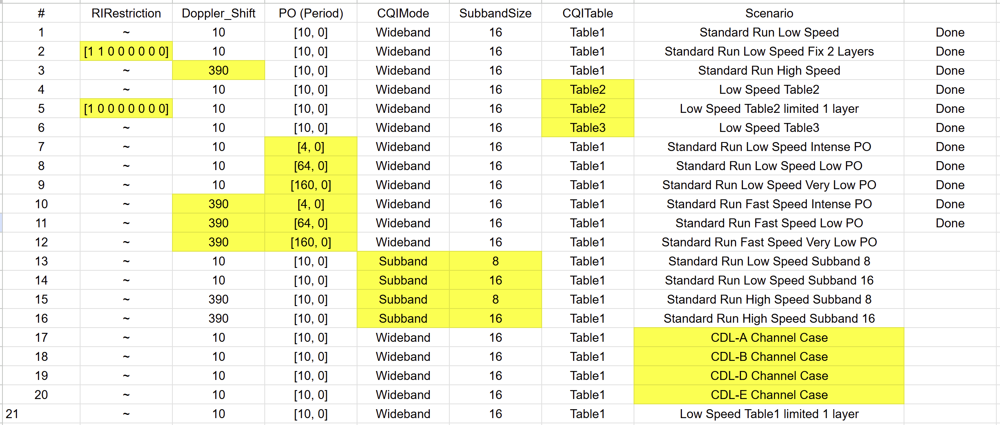 # RIRestriction Doppler_Shift PO (Period) CQIMode SubbandSize CQITable Scenario
1 ~ 10 [10, 0] Wideband 16 Table1 Standard Run Low Speed Done
2 [1 1 0 0 0 0 0 0] 10 [10, 0] Wideband 16 Table1 Standard Run Low Speed Fix 2 Layers Done
3 ~ 390 [10, 0] Wideband 16 Table1 Standard Run High Speed Done
4 ~ 10 [10, 0] Wideband 16 Table2 Low Speed Table2 Done
5 [1 0 0 0 0 0 0 0] 10 [10, 0] Wideband 16 Table2 Low Speed Table2 limited 1 layer Done
6 ~ 10 [10, 0] Wideband 16 Table3 Low Speed Table3 Done
7 ~ 10 [4, 0] Wideband 16 Table1 Standard Run Low Speed Intense PO Done
8 ~ 10 [64, 0] Wideband 16 Table1 Standard Run Low Speed Low PO Done
9 ~ 10 [160, 0] Wideband 16 Table1 Standard Run Low Speed Very Low PO Done
10 ~ 390 [4, 0] Wideband 16 Table1 Standard Run Fast Speed Intense PO Done
11 ~ 390 [64, 0] Wideband 16 Table1 Standard Run Fast Speed Low PO Done
12 ~ 390 [160, 0] Wideband 16 Table1 Standard Run Fast Speed Very Low PO
13 ~ 10 [10, 0] Subband 8 Table1 Standard Run Low Speed Subband 8
14 ~ 10 [10, 0] Subband 16 Table1 Standard Run Low Speed Subband 16
15 ~ 390 [10, 0] Subband 8 Table1 Standard Run High Speed Subband 8
16 ~ 390 [10, 0] Subband 16 Table1 Standard Run High Speed Subband 16
17 ~ 10 [10, 0] Wideband 16 Table1 CDL-A Channel Case
18 ~ 10 [10, 0] Wideband 16 Table1 CDL-B Channel Case
19 ~ 10 [10, 0] Wideband 16 Table1 CDL-D Channel Case
20 ~ 10 [10, 0] Wideband 16 Table1 CDL-E Channel Case
21 ~ 10 [10, 0] Wideband 16 Table1 Low Speed Table1 limited 1 layer